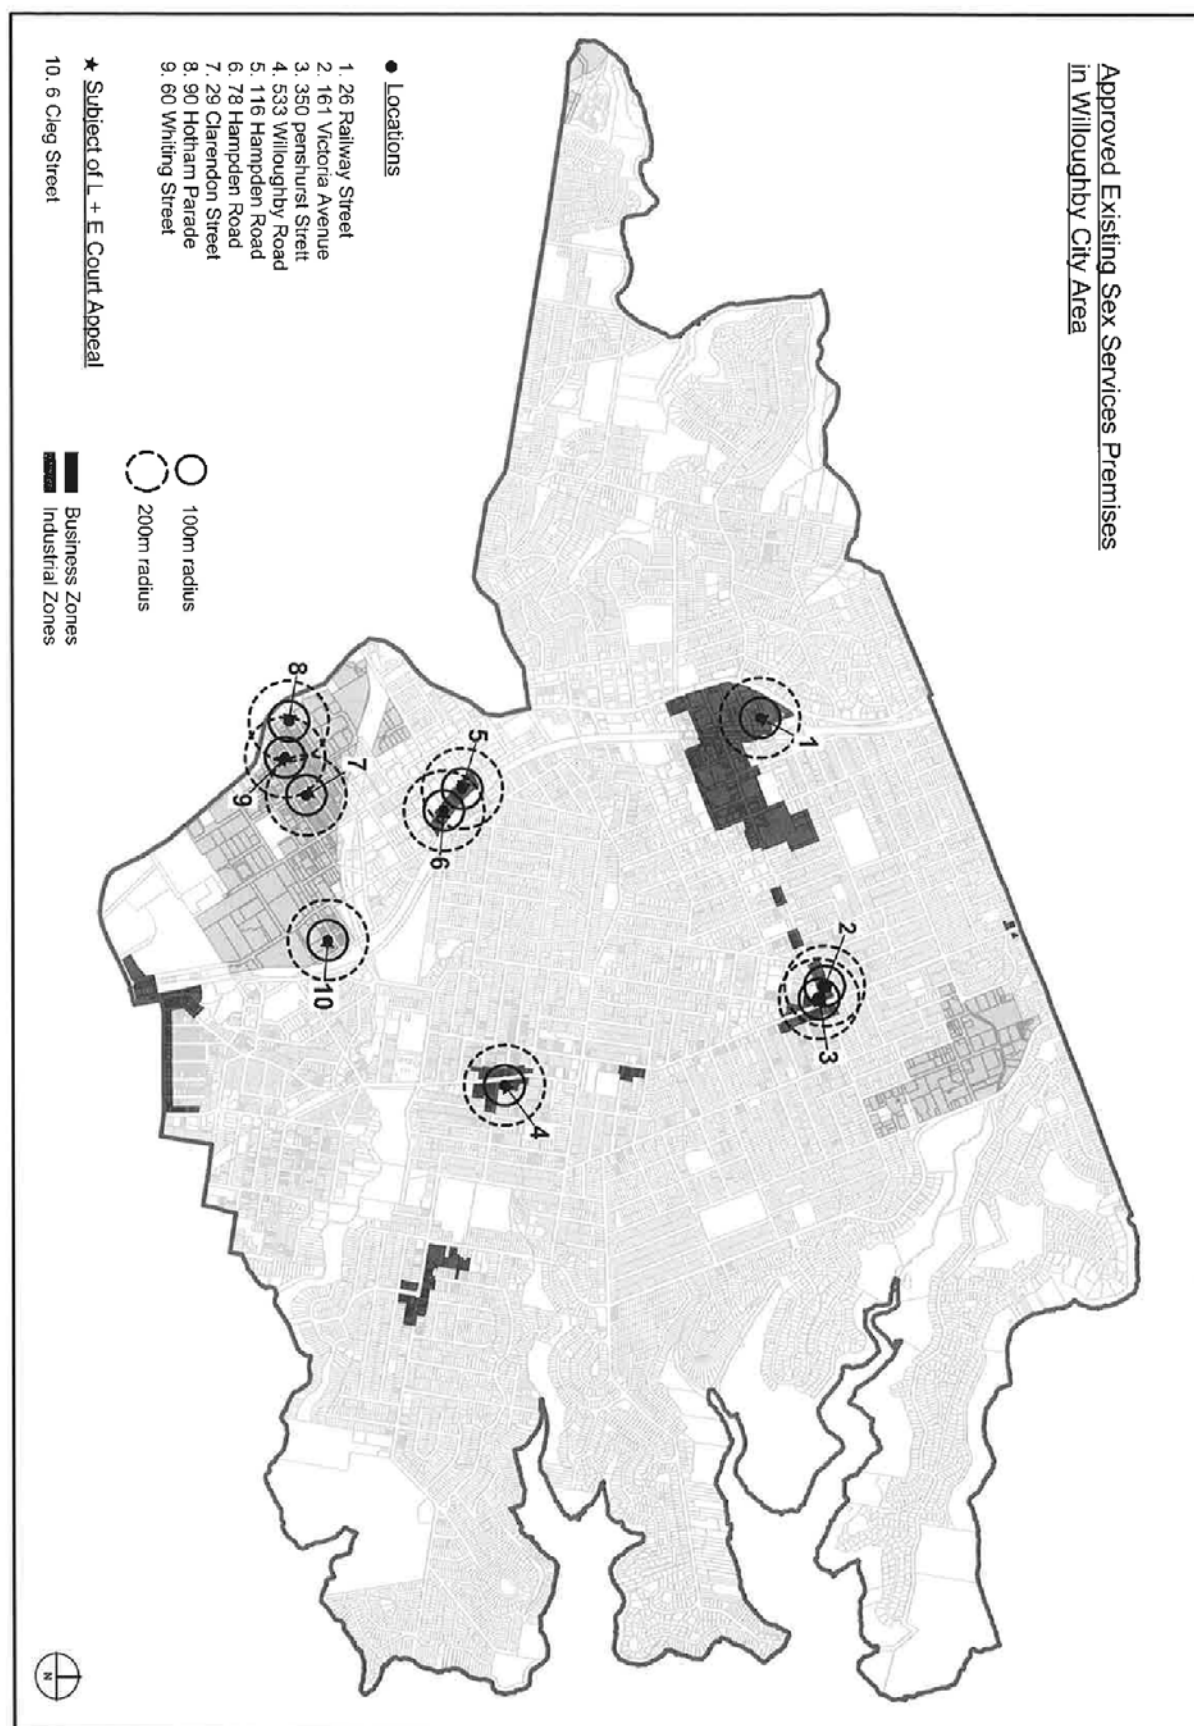 Approved Existing Sex Services Premises
in Willoughby City Area
● Locations
1. 26 Railway Street
2. 161 Victoria Avenue
3. 350 penshurst Strett
4. 533 Willoughby Road
5. 116 Hampden Road
6. 78 Hampden Road
7. 29 Clarendon Street
8. 90 Hotham Parade
9. 60 Whiting Street
★ Subject of L + E Court Appeal
10. 6 Cleg Street
100m radius
200m radius
Business Zones
Industrial Zones
1
2
3
4
5
6
7
8
9
10
N